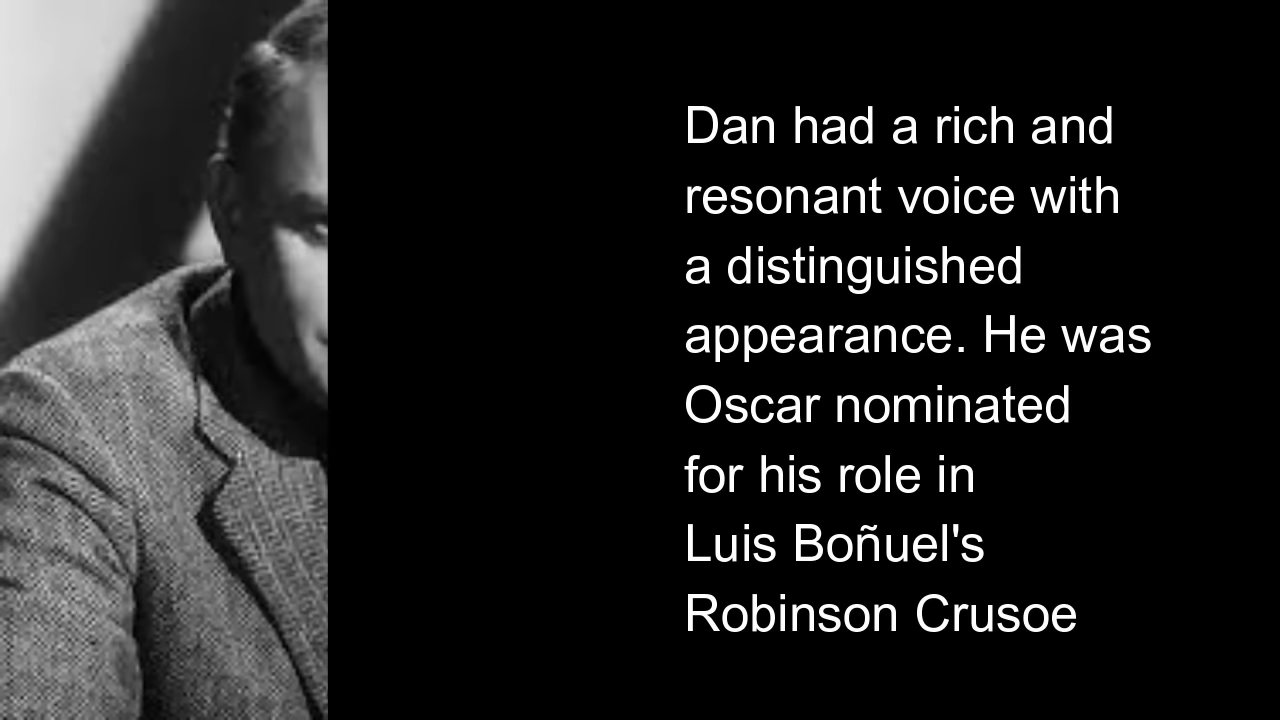 Dan had a rich and
resonant voice with
a distinguished
appearance. He was
Oscar nominated
for his role in
Luis Boñuel's
Robinson Crusoe